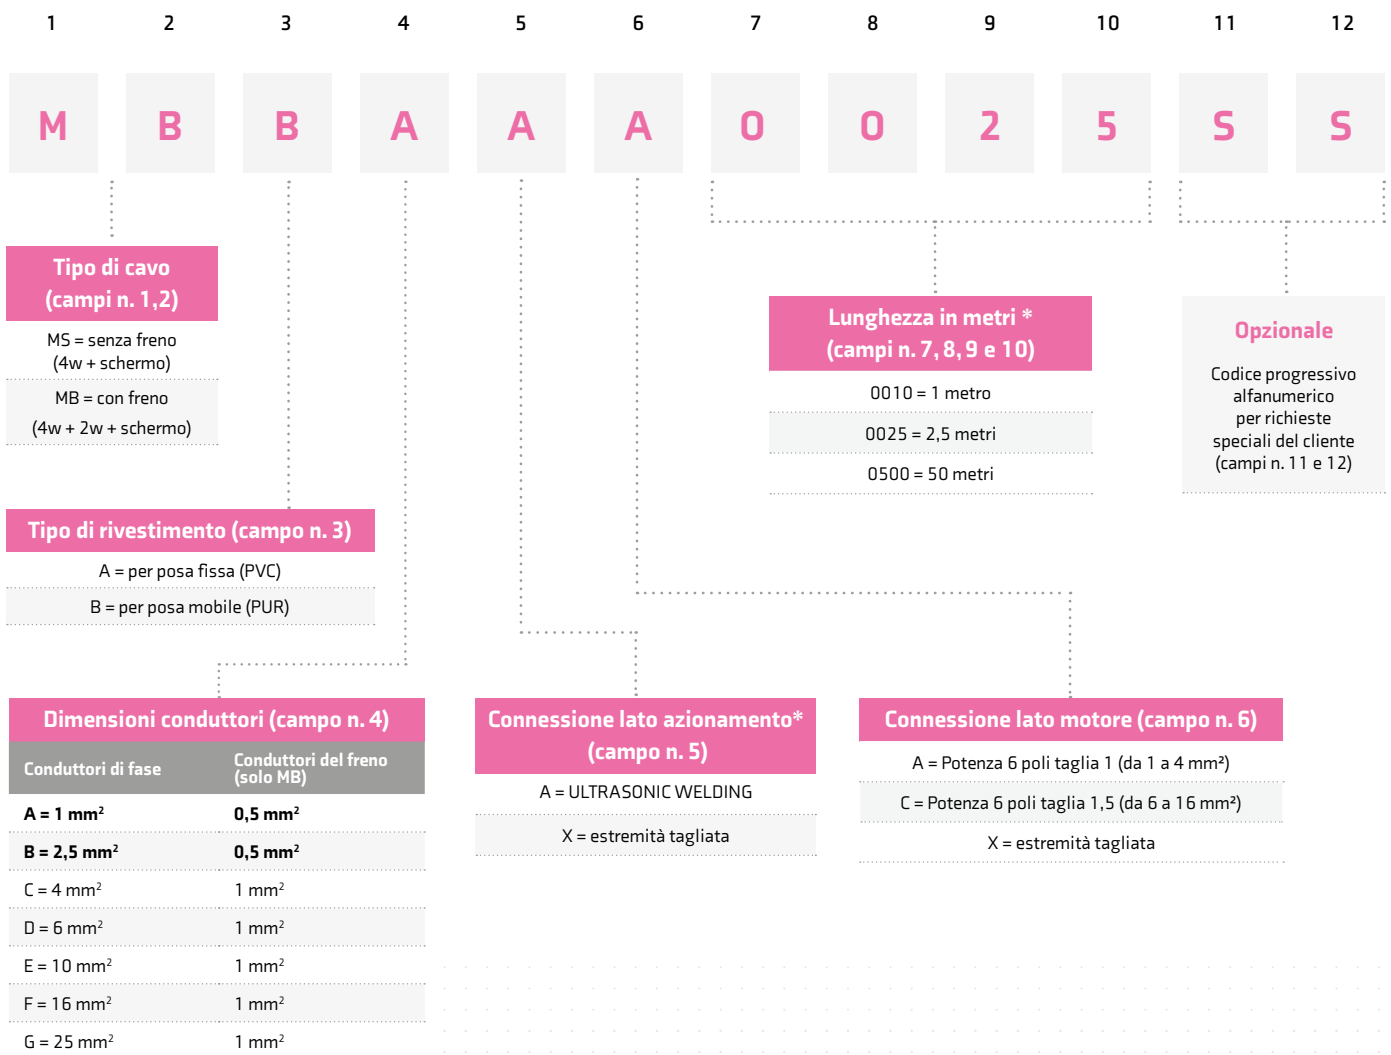 1 2 3 4 5 6 7 8 9 10 11 12
M B B A A A 0 0 2 5 S S
Tipo di cavo
(campi n. 1,2)
MS = senza freno
(4w + schermo)
MB = con freno
(4w + 2w + schermo)
Lunghezza in metri *
(campi n. 7, 8, 9 e 10)
0010 = 1 metro
0025 = 2,5 metri
0500 = 50 metri
Opzionale
Codice progressivo
alfanumerico
per richieste
speciali del cliente
(campi n. 11 e 12)
Tipo di rivestimento (campo n. 3)
A = per posa fissa (PVC)
B = per posa mobile (PUR)
Dimensioni conduttori (campo n. 4)
Conduttori di fase
Conduttori del freno
(solo MB)
A = 1 mm² 0,5 mm²
B = 2,5 mm² 0,5 mm²
C = 4 mm² 1 mm²
D = 6 mm² 1 mm²
E = 10 mm² 1 mm²
F = 16 mm² 1 mm²
G = 25 mm² 1 mm²
Connessione lato azionamento*
(campo n. 5)
A = ULTRASONIC WELDING
X = estremità tagliata
Connessione lato motore (campo n. 6)
A = Potenza 6 poli taglia 1 (da 1 a 4 mm²)
C = Potenza 6 poli taglia 1,5 (da 6 a 16 mm²)
X = estremità tagliata